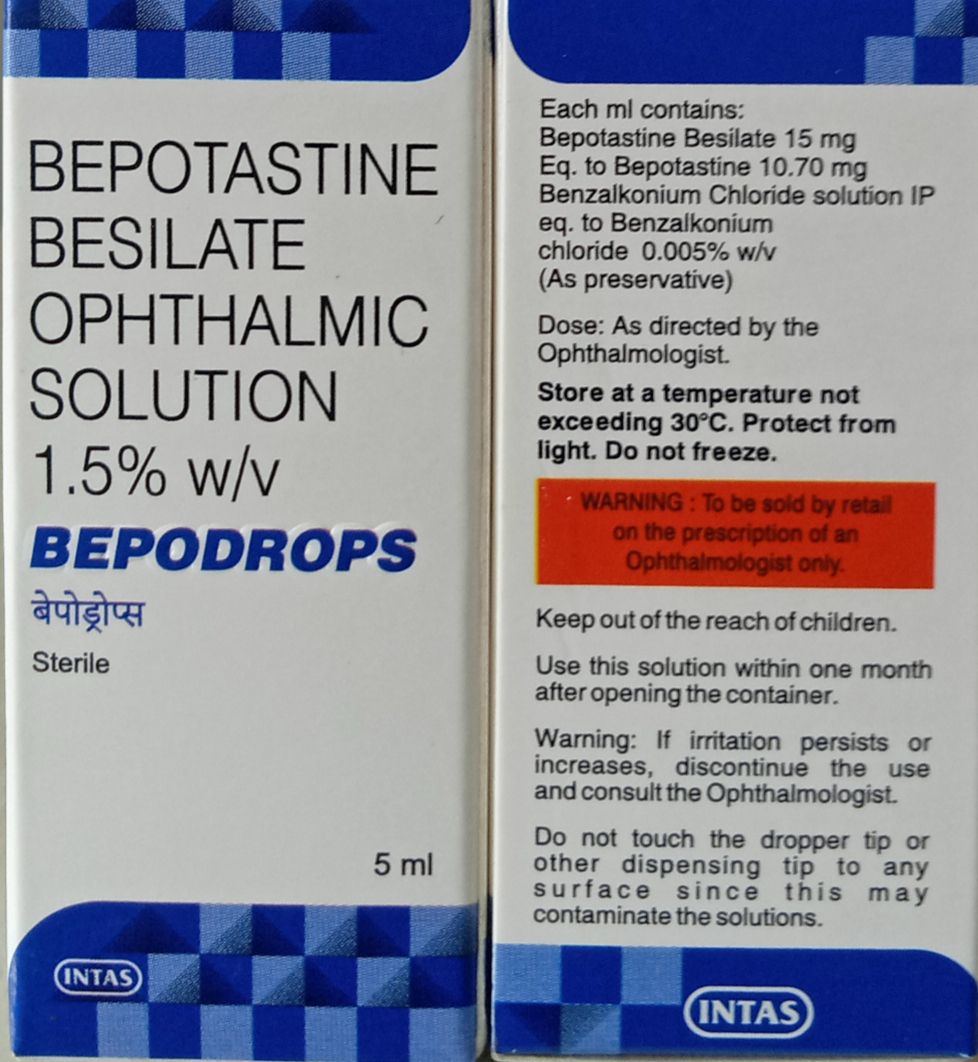 BEPOTASTINE
BESILATE
OPHTHALMIC
SOLUTION
1.5% w/v
BEPODROPS
बेपोड्रोप्स
Sterile
5 ml
INTAS
Each ml contains:
Bepotastine Besilate 15 mg
Eq. to Bepotastine 10.70 mg
Benzalkonium Chloride solution IP
eq. to Benzalkonium
chloride 0.005% w/v
(As preservative)
Dose: As directed by the
Ophthalmologist.
Store at a temperature not
exceeding 30°C. Protect from
light. Do not freeze.
WARNING : To be sold by retail
on the prescription of an
Ophthalmologist only.
Keep out of the reach of children.
Use this solution within one month
after opening the container.
Warning: If irritation persists or
increases, discontinue the use
and consult the Ophthalmologist.
Do not touch the dropper tip or
other dispensing tip to any
surface since this may
contaminate the solutions.
INTAS